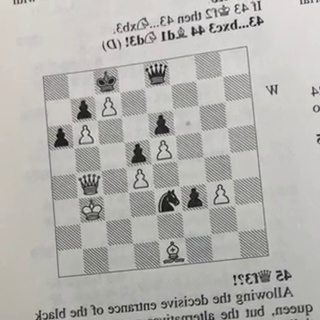 If 43 ♔f2 then 43...♘xb3.
43...bxc3 44 ♗d1 ♘d3! (D)
W
45 ♕f3?!
Allowing the decisive entrance of the black
queen, but the